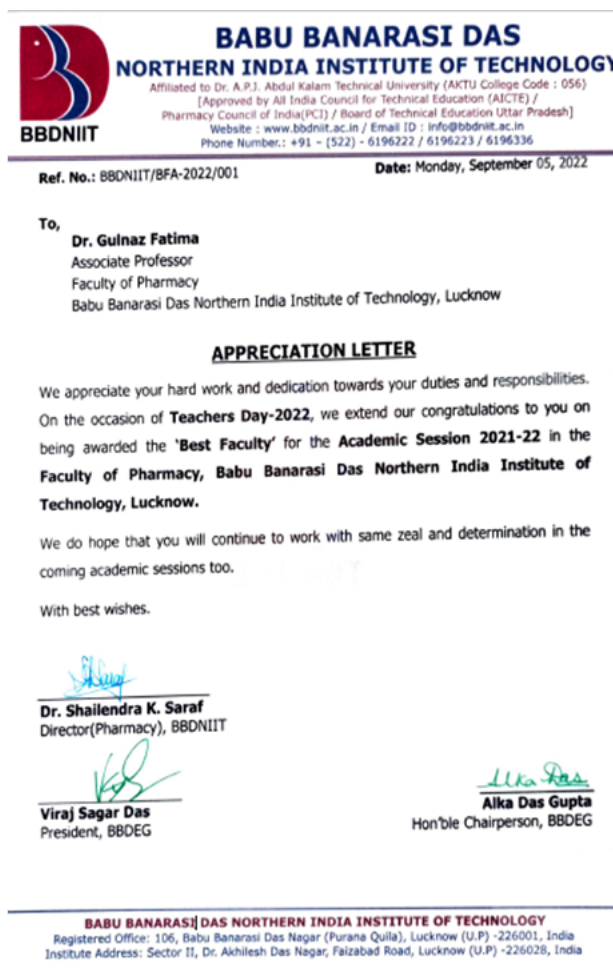 BBDNIIT
BABU BANARASI DAS
NORTHERN INDIA INSTITUTE OF TECHNOLOGY
Affiliated to Dr. A.P.J. Abdul Kalam Technical University (AKTU College Code : 056)
[Approved by All India Council for Technical Education (AICTE) /
Pharmacy Council of India(PCI) / Board of Technical Education Uttar Pradesh]
Website : www.bbdniit.ac.in / Email ID : info@bbdniit.ac.in
Phone Number.: +91 - (522) - 6196222 / 6196223 / 6196336
Ref. No.: BBDNIIT/BFA-2022/001
Date: Monday, September 05, 2022
To,
Dr. Gulnaz Fatima
Associate Professor
Faculty of Pharmacy
Babu Banarasi Das Northern India Institute of Technology, Lucknow
APPRECIATION LETTER
We appreciate your hard work and dedication towards your duties and responsibilities.
On the occasion of Teachers Day-2022, we extend our congratulations to you on
being awarded the 'Best Faculty' for the Academic Session 2021-22 in the
Faculty of Pharmacy, Babu Banarasi Das Northern India Institute of
Technology, Lucknow.
We do hope that you will continue to work with same zeal and determination in the
coming academic sessions too.
With best wishes.
Dr. Shailendra K. Saraf
Director(Pharmacy), BBDNIIT
Viraj Sagar Das
President, BBDEG
Alka Das
Alka Das Gupta
Hon'ble Chairperson, BBDEG
BABU BANARASI DAS NORTHERN INDIA INSTITUTE OF TECHNOLOGY
Registered Office: 106, Babu Banarasi Das Nagar (Purana Quila), Lucknow (U.P) -226001, India
Institute Address: Sector II, Dr. Akhilesh Das Nagar, Faizabad Road, Lucknow (U.P) -226028, India